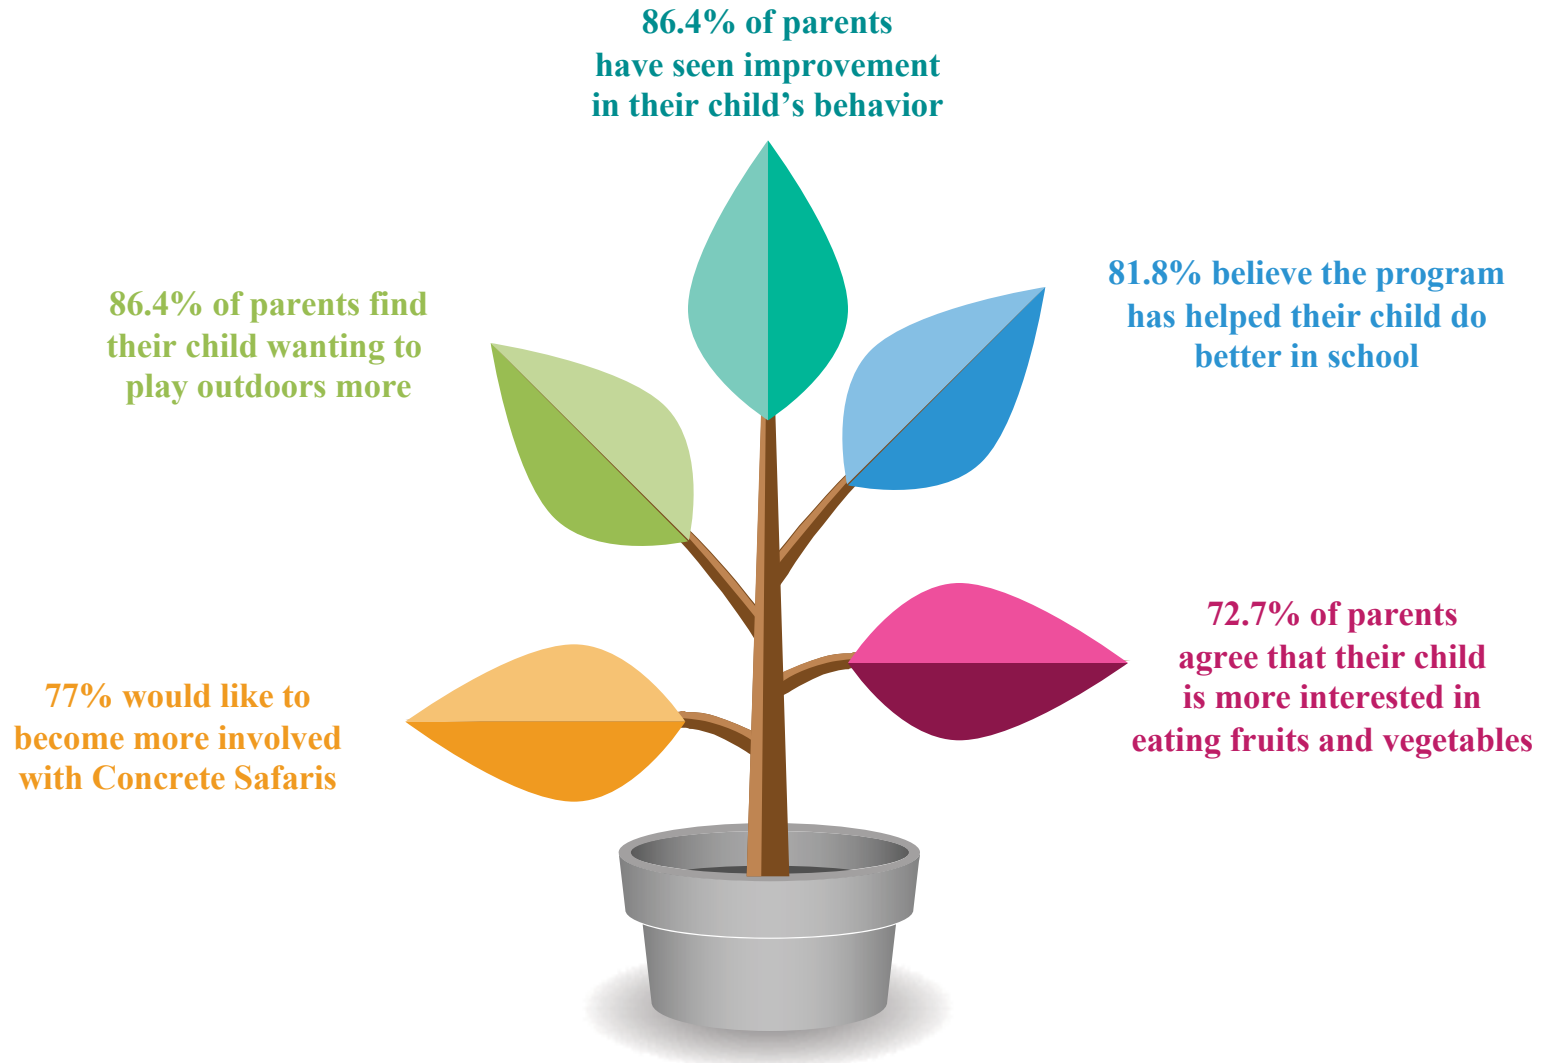 86.4% of parents
have seen improvement
in their child’s behavior
86.4% of parents find
their child wanting to
play outdoors more
81.8% believe the program
has helped their child do
better in school
77% would like to
become more involved
with Concrete Safaris
72.7% of parents
agree that their child
is more interested in
eating fruits and vegetables